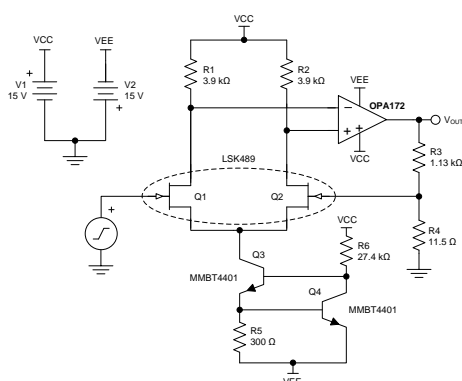 VCC
VCC
VEE
V1
15 V
V2
15 V
+
+
R1
3.9 kΩ
R2
3.9 kΩ
VEE
OPA172
−
+
+
VCC
VOUT
R3
1.13 kΩ
LSK489
Q1
Q2
+
R4
11.5 Ω
VCC
R6
27.4 kΩ
Q3
MMBT4401
Q4
MMBT4401
R5
300 Ω
VEE